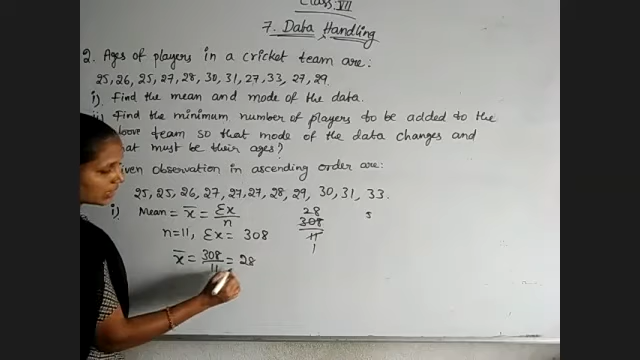 Class: VII
7. Data Handling
2. Ages of players in a cricket team are:
25, 26, 25, 27, 28, 30, 31, 27, 33, 27, 29.
i) Find the mean and mode of the data.
Find the minimum number of players to be added to the
above team so that mode of the data changes and
must be their ages?
observation in ascending order are:
25, 25, 26, 27, 27, 27, 28, 29, 30, 31, 33.
i) Mean = x̄ = Σx/n
n=11, Σx = 308
x̄ = 308/11 = 28
28
308
11
1
s